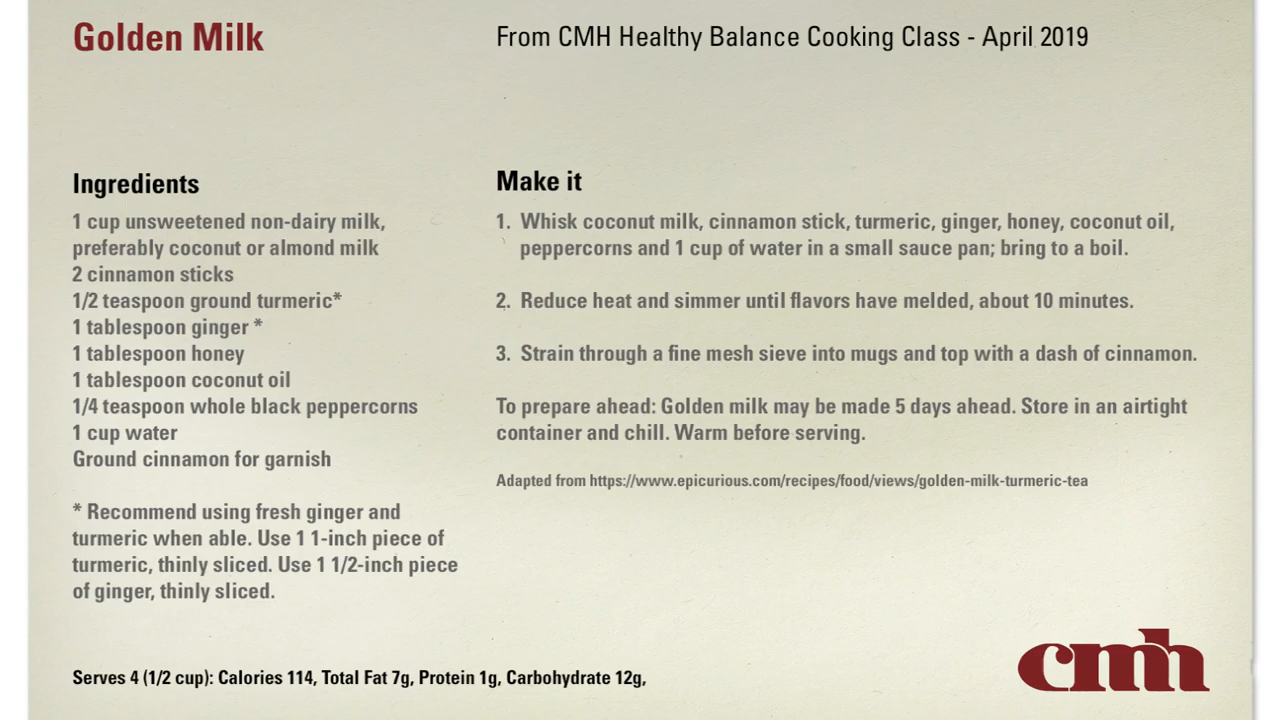 Golden Milk
From CMH Healthy Balance Cooking Class - April 2019
Ingredients
1 cup unsweetened non-dairy milk,
preferably coconut or almond milk
2 cinnamon sticks
1/2 teaspoon ground turmeric*
1 tablespoon ginger *
1 tablespoon honey
1 tablespoon coconut oil
1/4 teaspoon whole black peppercorns
1 cup water
Ground cinnamon for garnish
* Recommend using fresh ginger and
turmeric when able. Use 1 1-inch piece of
turmeric, thinly sliced. Use 1 1/2-inch piece
of ginger, thinly sliced.
Make it
1. Whisk coconut milk, cinnamon stick, turmeric, ginger, honey, coconut oil,
peppercorns and 1 cup of water in a small sauce pan; bring to a boil.
2. Reduce heat and simmer until flavors have melded, about 10 minutes.
3. Strain through a fine mesh sieve into mugs and top with a dash of cinnamon.
To prepare ahead: Golden milk may be made 5 days ahead. Store in an airtight
container and chill. Warm before serving.
Adapted from https://www.epicurious.com/recipes/food/views/golden-milk-turmeric-tea
Serves 4 (1/2 cup): Calories 114, Total Fat 7g, Protein 1g, Carbohydrate 12g,
cmh